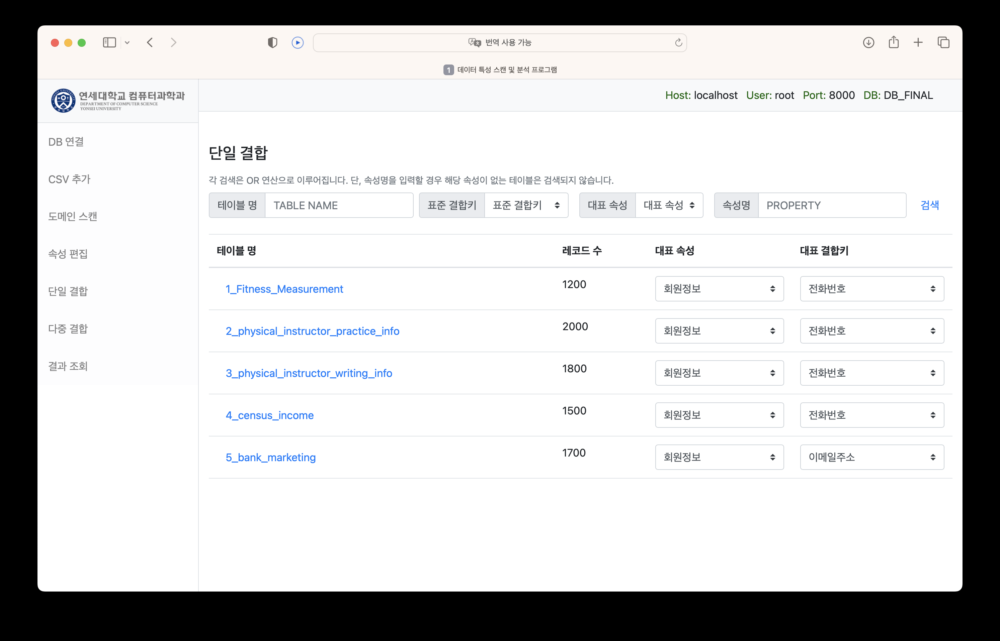 번역 사용 가능
1 데이터 특성 스캔 및 분석 프로그램
연세대학교 컴퓨터과학과
DEPARTMENT OF COMPUTER SCIENCE
YONSEI UNIVERSITY
Host: localhost User: root Port: 8000 DB: DB_FINAL
DB 연결
CSV 추가
도메인 스캔
속성 편집
단일 결합
다중 결합
결과 조회
단일 결합
각 검색은 OR 연산으로 이루어집니다. 단, 속성명을 입력할 경우 해당 속성이 없는 테이블은 검색되지 않습니다.
테이블 명 TABLE NAME 표준 결합키 표준 결합키 대표 속성 대표 속성 속성명 PROPERTY 검색
테이블 명 레코드 수 대표 속성 대표 결합키
1_Fitness_Measurement 1200 회원정보 전화번호
2_physical_instructor_practice_info 2000 회원정보 전화번호
3_physical_instructor_writing_info 1800 회원정보 전화번호
4_census_income 1500 회원정보 전화번호
5_bank_marketing 1700 회원정보 이메일주소